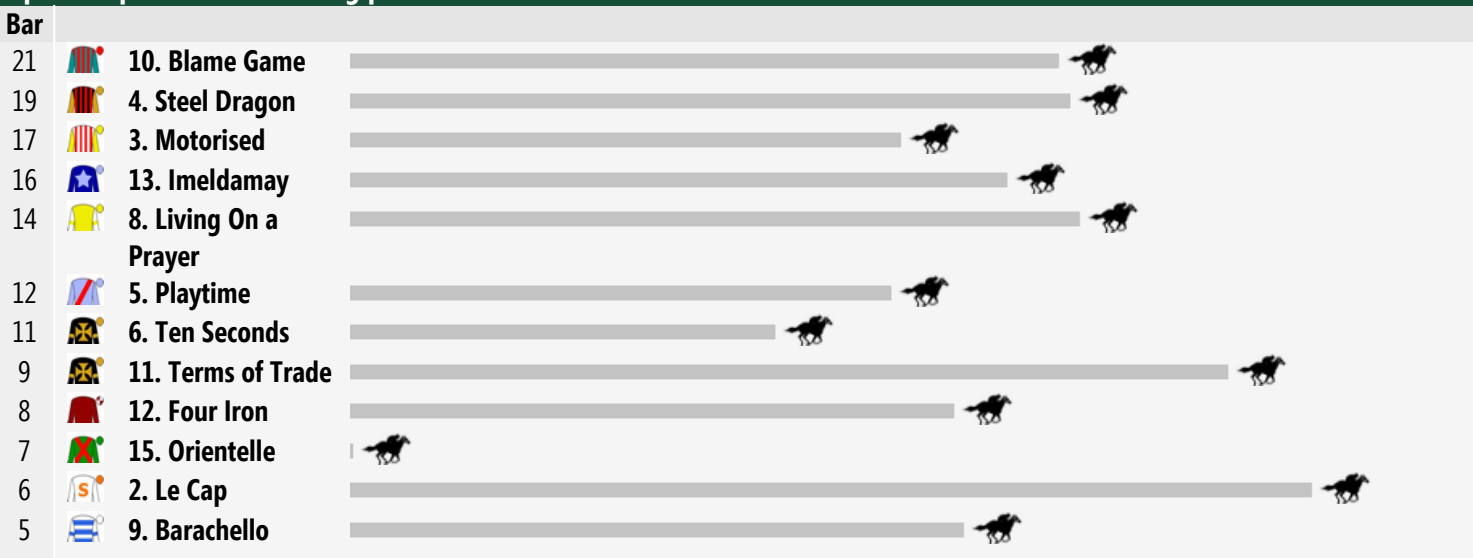 Bar
21 10. Blame Game
19 4. Steel Dragon
17 3. Motorised
16 13. Imeldamay
14 8. Living On a
Prayer
12 5. Playtime
11 6. Ten Seconds
9 11. Terms of Trade
8 12. Four Iron
7 15. Orientelle
6 S 2. Le Cap
5 9. Barachello